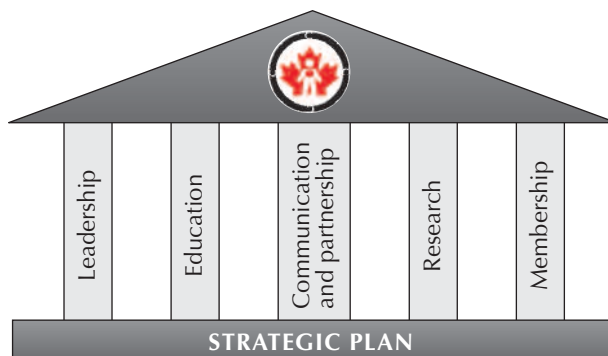 Leadership
Education
Communication
and partnership
Research
Membership
STRATEGIC PLAN